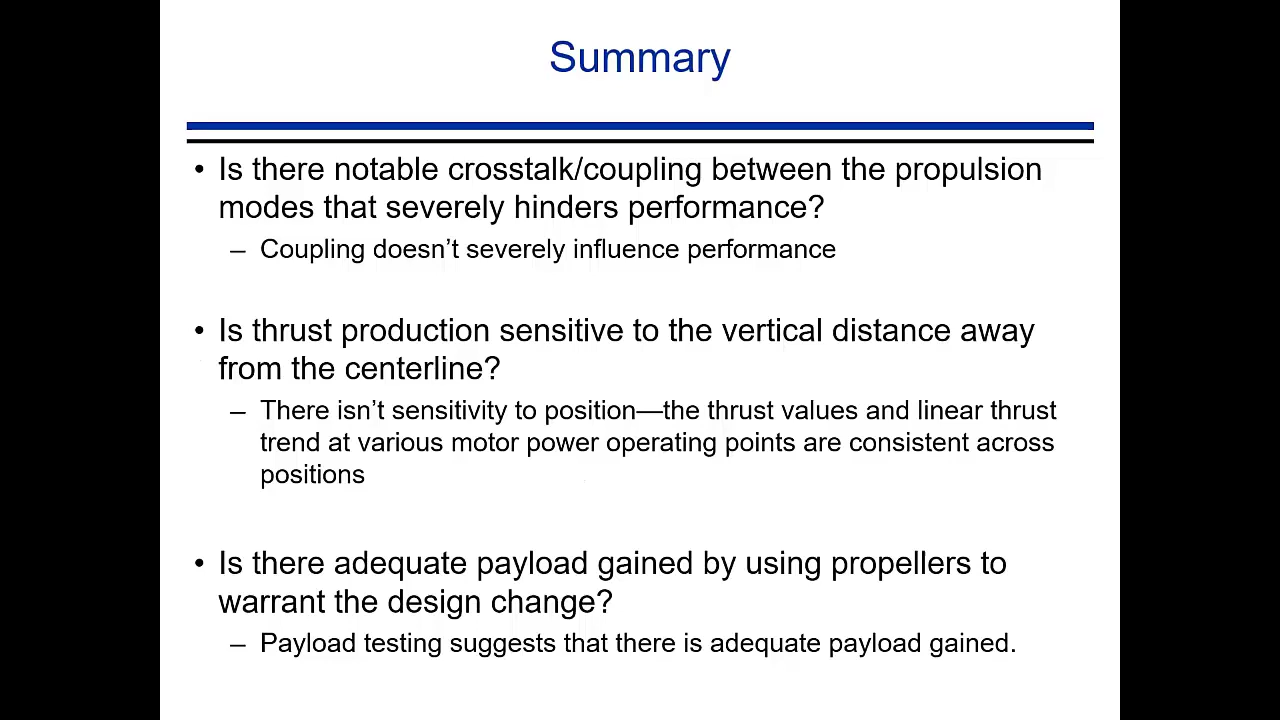 Summary
• Is there notable crosstalk/coupling between the propulsion
modes that severely hinders performance?
– Coupling doesn’t severely influence performance
• Is thrust production sensitive to the vertical distance away
from the centerline?
– There isn’t sensitivity to position—the thrust values and linear thrust
trend at various motor power operating points are consistent across
positions
• Is there adequate payload gained by using propellers to
warrant the design change?
– Payload testing suggests that there is adequate payload gained.